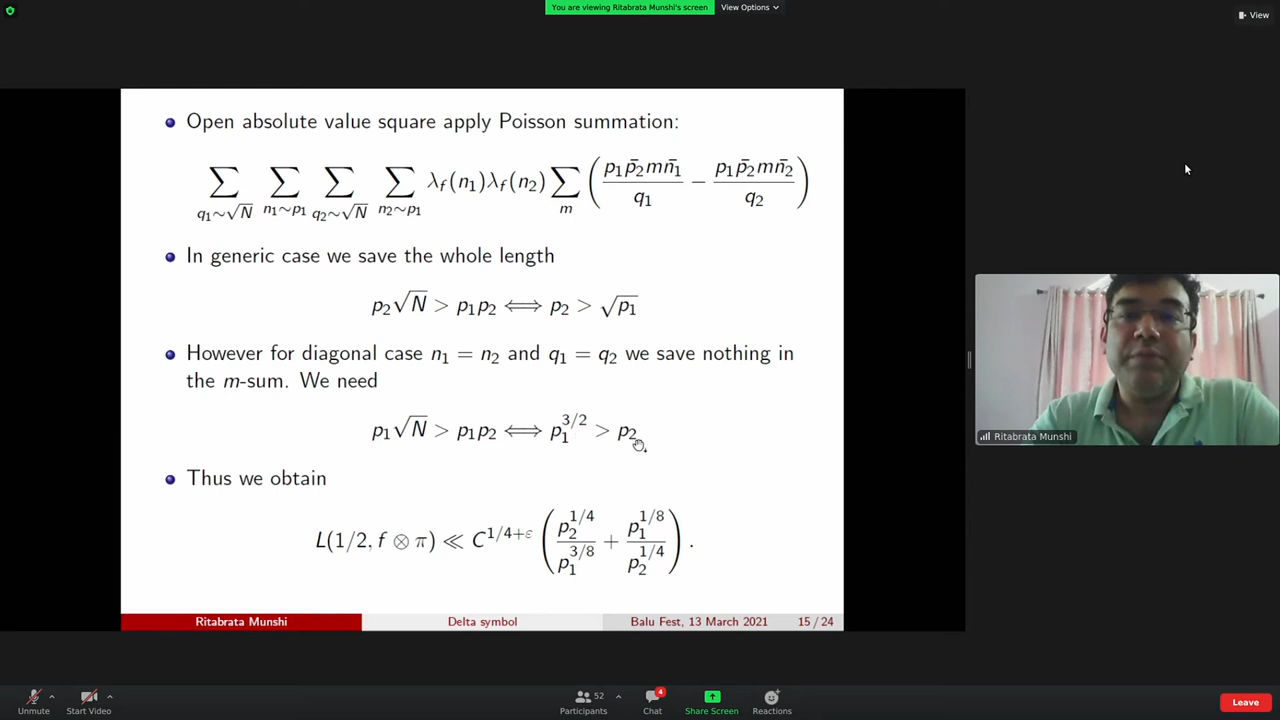 You are viewing Ritabrata Munshi's screen
View Options
View
Open absolute value square apply Poisson summation:
∑_{q₁∼√N} ∑_{n₁∼p₁} ∑_{q₂∼√N} ∑_{n₂∼p₁} λ_f(n₁)λ_f(n₂) ∑_m (p₁p̄₂mn̄₁/q₁ − p₁p̄₂mn̄₂/q₂)
In generic case we save the whole length
p₂√N > p₁p₂ ⟺ p₂ > √p₁
However for diagonal case n₁ = n₂ and q₁ = q₂ we save nothing in
the m-sum. We need
p₁√N > p₁p₂ ⟺ p₁^{3/2} > p₂
Thus we obtain
L(1/2, f ⊗ π) ≪ C^{1/4+ε} (p₂^{1/4}/p₁^{3/8} + p₁^{1/8}/p₂^{1/4}).
Ritabrata Munshi
Delta symbol
Balu Fest, 13 March 2021
15 / 24
Ritabrata Munshi
Unmute
Start Video
52
Participants
4
Chat
Share Screen
Reactions
Leave